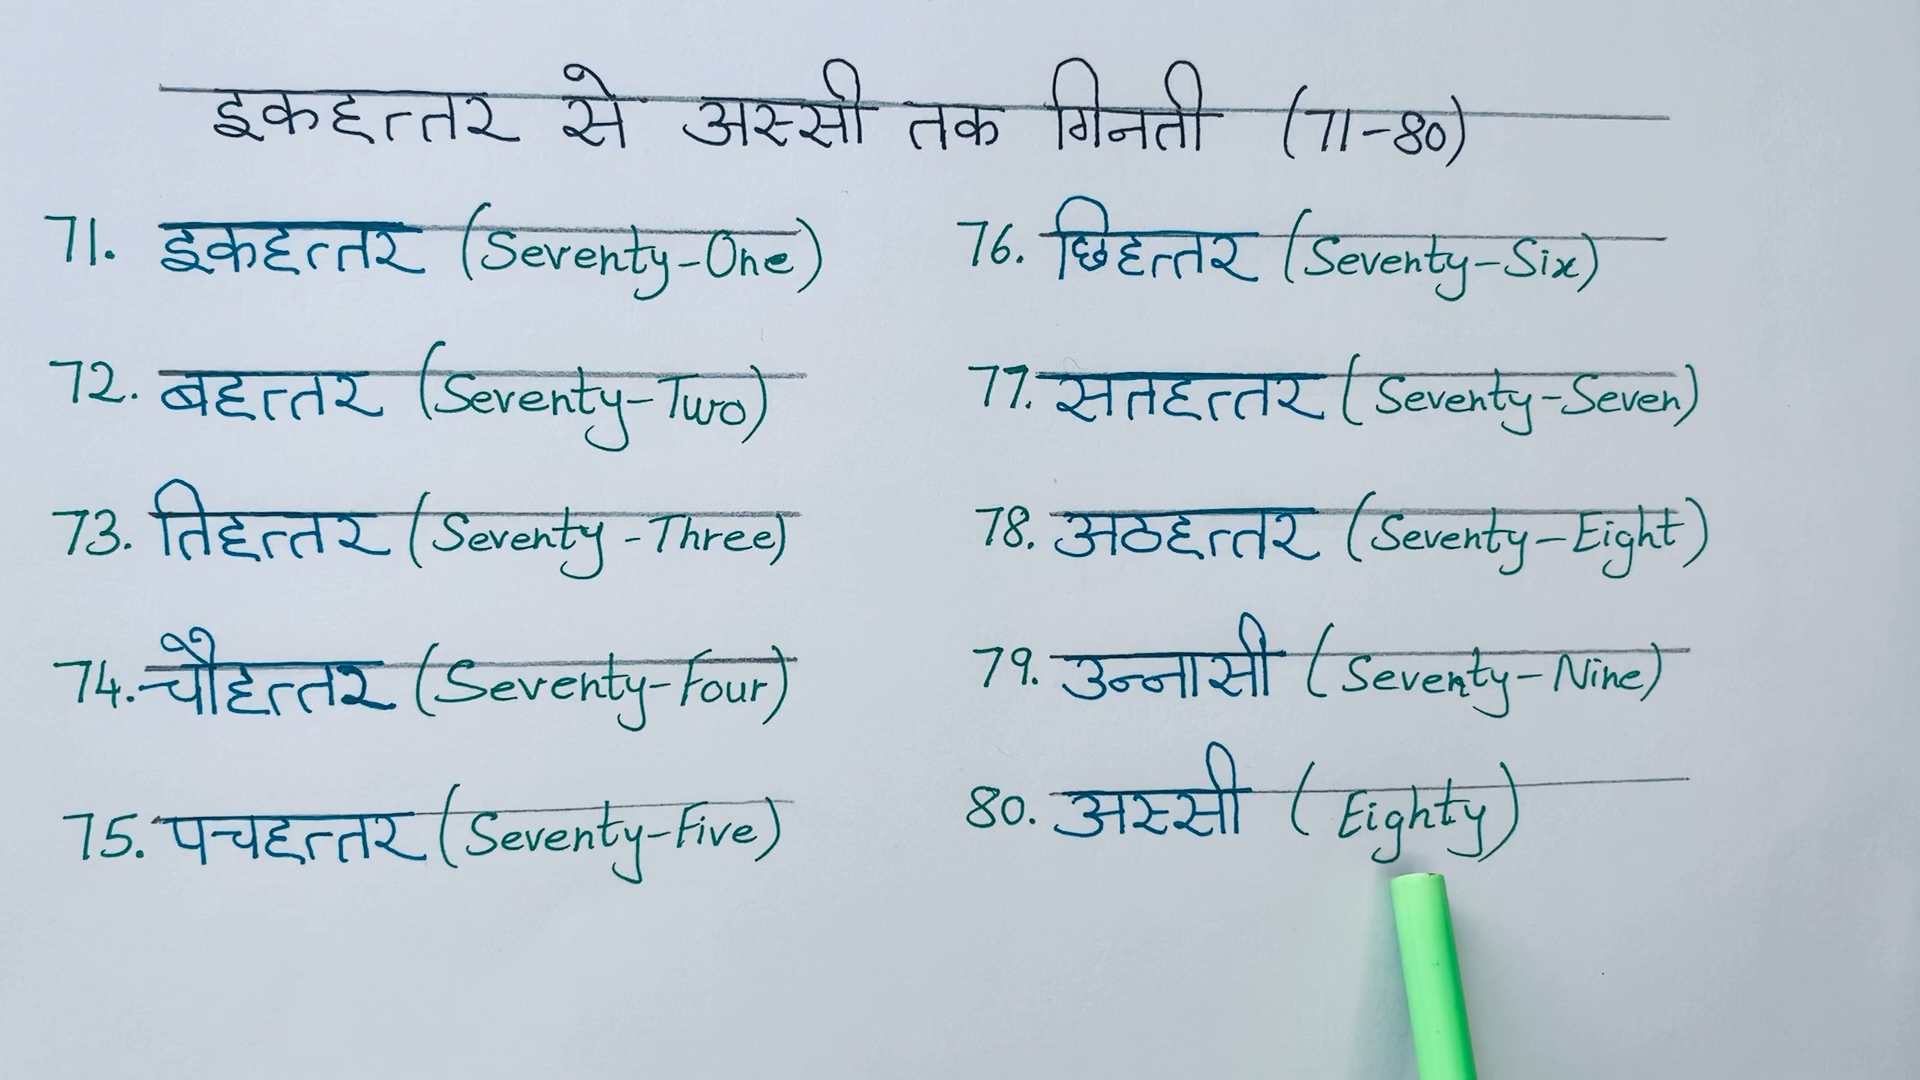 इकहत्तर से अस्सी तक गिनती (71-80)
71. इकहत्तर (Seventy-One)
72. बहत्तर (Seventy-Two)
73. तिहत्तर (Seventy-Three)
74. चौहत्तर (Seventy-Four)
75. पचहत्तर (Seventy-Five)
76. छिहत्तर (Seventy-Six)
77. सतहत्तर (Seventy-Seven)
78. अठहत्तर (Seventy-Eight)
79. उन्नासी (Seventy-Nine)
80. अस्सी (Eighty)